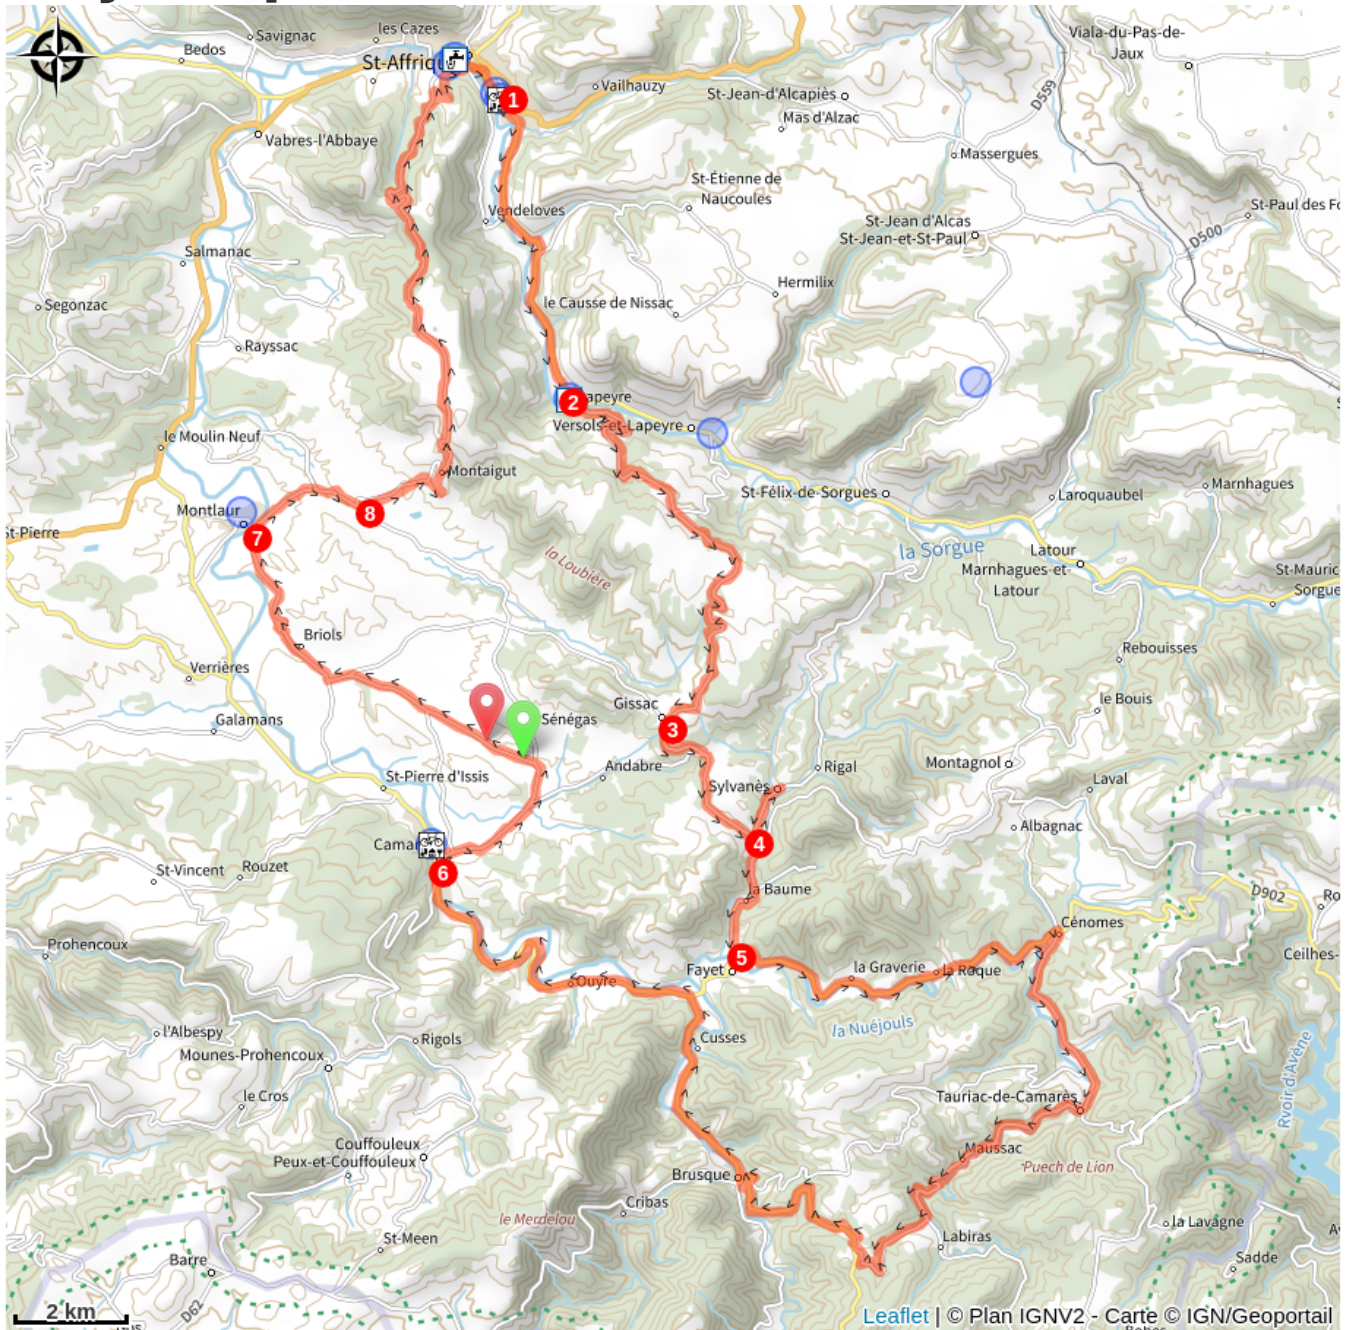 les Cazes
Savignac
Bedos
St-Affriq
Viala-du-Pas-de-
Jaux
Vailhauzy
St-Jean-d'Alcapiès
D559
1
Mas d'Alzac
Vabres-l'Abbaye
Massergues
St-Étienne de
Naucoules
Vendeloves
St-Paul des Fo
St-Jean d'Alcas
St-Jean-et-St-Paul
D500
Salmanac
Hermilix
Segonzac
le Causse de Nissac
Rayssac
2
apeyre
Versols-et-Lapeyre
le Moulin Neuf
Montaigut
St-Félix-de-Sorgues
Laroquaubel
Marnhagues
Montlaur
8
St-Pierre
7
la Sorgue
la Loubière
Latour
Marnhagues-et-
Latour
St-Mauric
Sorgue
Briols
Rebouisses
Verrières
le Bouis
Gissac
Galamans
Sénégas
3
Andabre
Rigal
Montagnol
St-Pierre d'Issis
Sylvanès
Laval
Albagnac
Cama
4
St-Vincent
Rouzet
6
la Baume
D902
Ro
Cénomes
Prohencoux
5
Fayet
la Graverie
la Roque
Ceilhes-
Ouyre
l'Albespy
Rigols
Cusses
la Nuéjouls
Mounes-Prohencoux
le Cros
Tauriac-de-Camarès
Rvoir d'Avène
Couffouleux
Peux-et-Couffouleux
Maussac
Puech de Lion
Brusque
Cribas
le Merdelou
la Lavagne
St-Meen
Labiras
Barre
Sadde
2 km
D62
Leaflet | © Plan IGNV2 - Carte © IGN/Geoportail